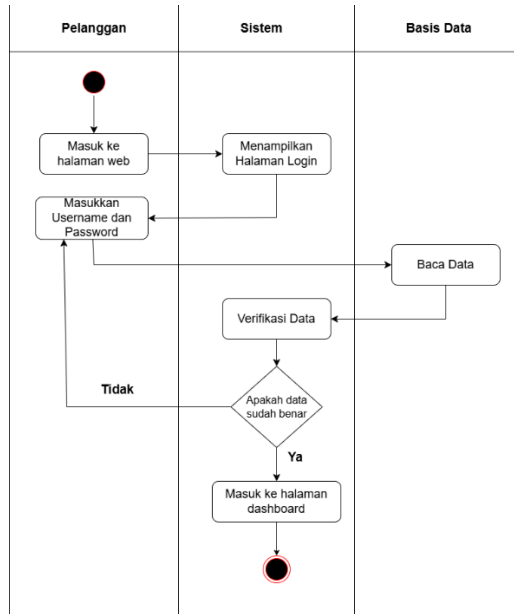 Pelanggan
Sistem
Basis Data
Masuk ke
halaman web
Menampilkan
Halaman Login
Masukkan
Username dan
Password
Baca Data
Verifikasi Data
Apakah data
sudah benar
Tidak
Ya
Masuk ke halaman
dashboard